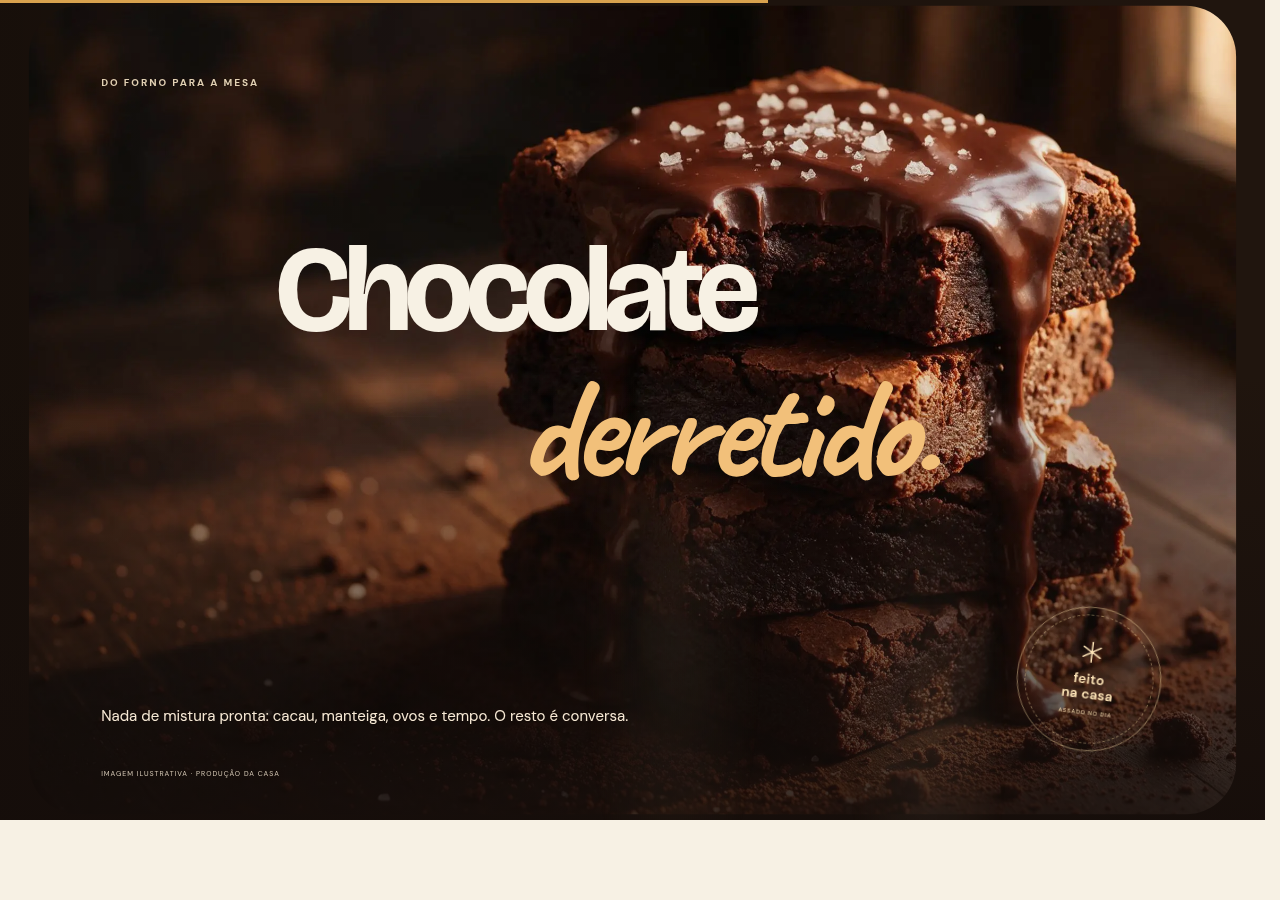 DO FORNO PARA A MESA
Chocolate
derretido.
feito
na casa
ASSADO NO DIA
Nada de mistura pronta: cacau, manteiga, ovos e tempo. O resto é conversa.
IMAGEM ILUSTRATIVA · PRODUÇÃO DA CASA